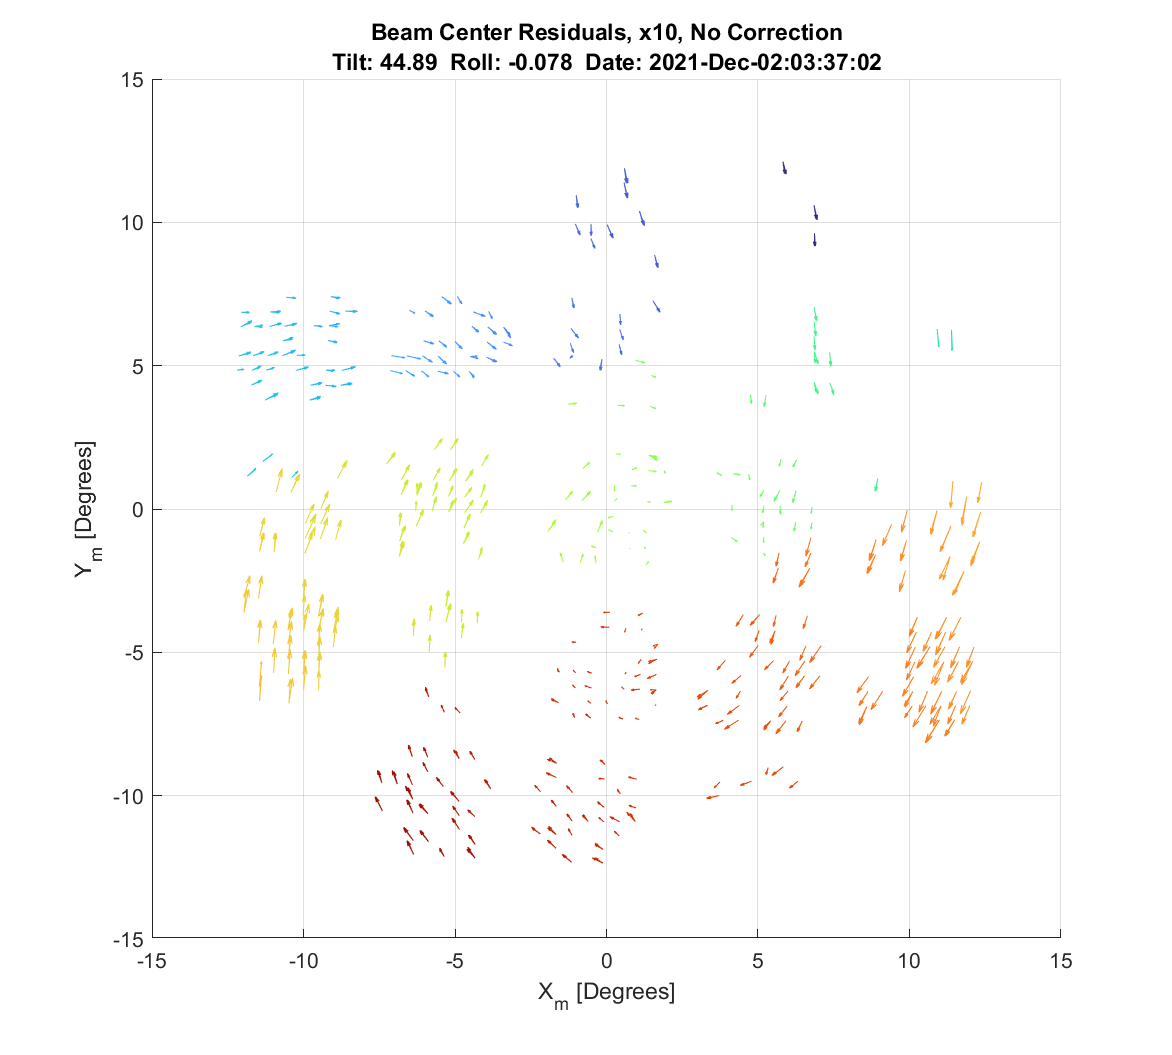 Beam Center Residuals, x10, No Correction
Tilt: 44.89 Roll: -0.078 Date: 2021-Dec-02:03:37:02
15
10
5
0
-5
-10
-15
Y_m [Degrees]
-15 -10 -5 0 5 10 15
X_m [Degrees]